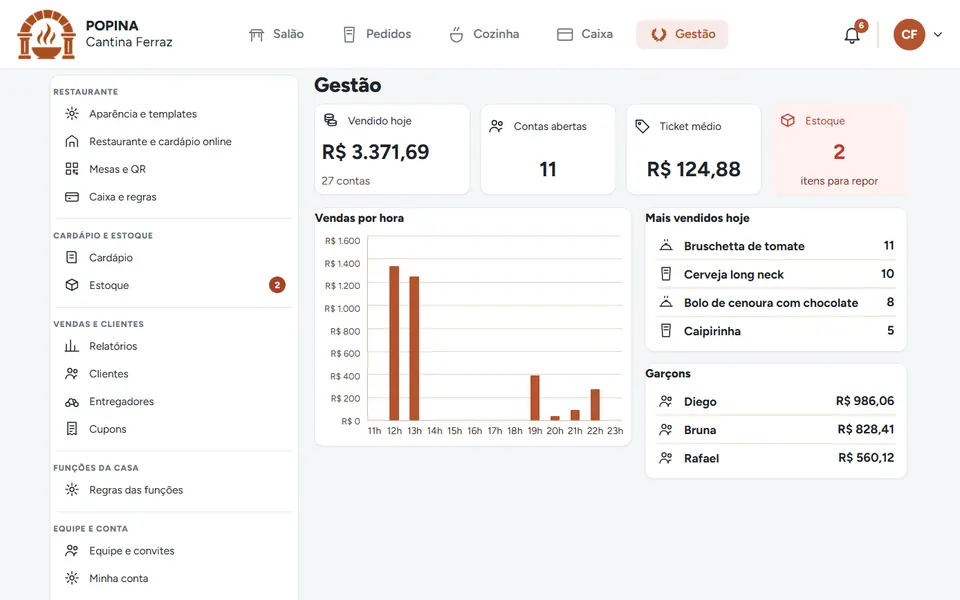 POPINA
Cantina Ferraz
Salão
Pedidos
Cozinha
Caixa
Gestão
6
CF
RESTAURANTE
Aparência e templates
Restaurante e cardápio online
Mesas e QR
Caixa e regras
CARDÁPIO E ESTOQUE
Cardápio
Estoque
2
VENDAS E CLIENTES
Relatórios
Clientes
Entregadores
Cupons
FUNÇÕES DA CASA
Regras das funções
EQUIPE E CONTA
Equipe e convites
Minha conta
Gestão
Vendido hoje
R$ 3.371,69
27 contas
Contas abertas
11
Ticket médio
R$ 124,88
Estoque
2
itens para repor
Vendas por hora
R$ 1.600
R$ 1.400
R$ 1.200
R$ 1.000
R$ 800
R$ 600
R$ 400
R$ 200
R$ 0
11h 12h 13h 14h 15h 16h 17h 18h 19h 20h 21h 22h 23h
Mais vendidos hoje
Bruschetta de tomate 11
Cerveja long neck 10
Bolo de cenoura com chocolate 8
Caipirinha 5
Garçons
Diego R$ 986,06
Bruna R$ 828,41
Rafael R$ 560,12